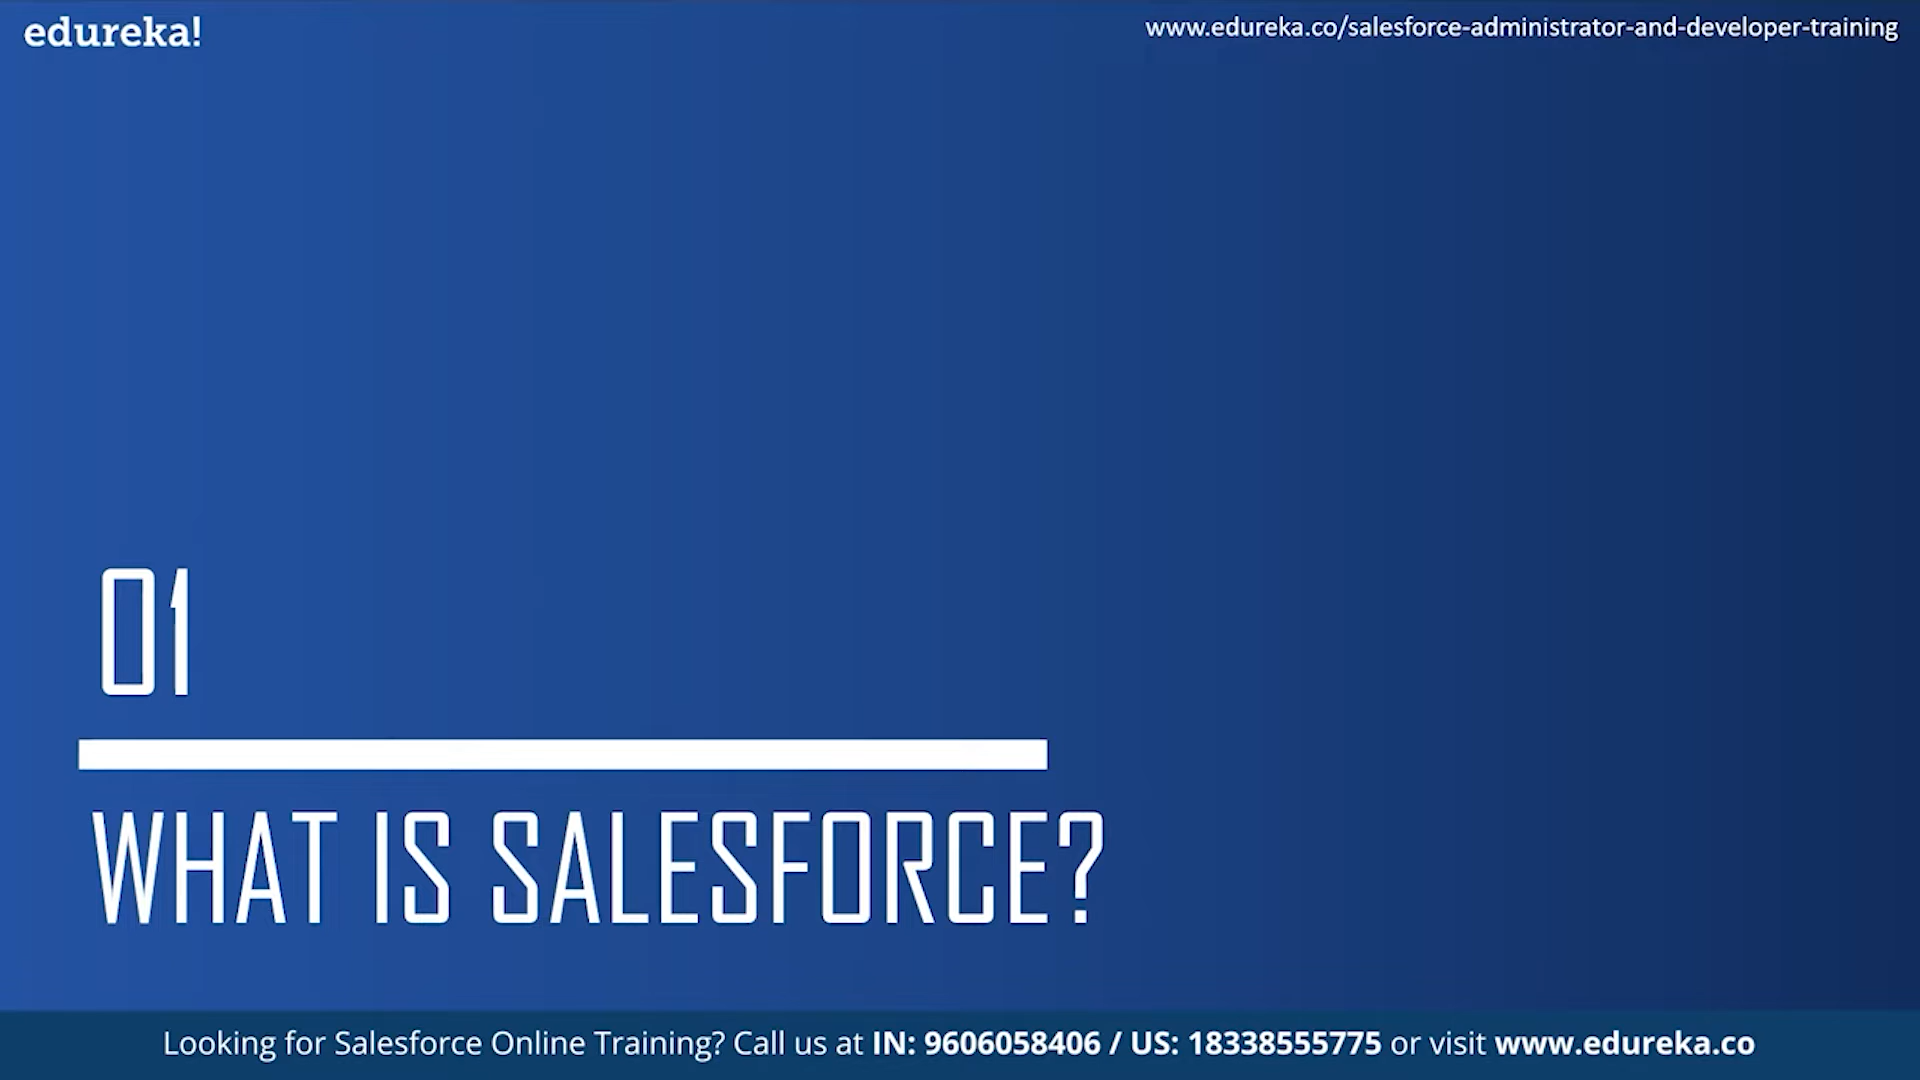 edureka!
www.edureka.co/salesforce-administrator-and-developer-training
01
WHAT IS SALESFORCE?
Looking for Salesforce Online Training? Call us at IN: 9606058406 / US: 18338555775 or visit www.edureka.co